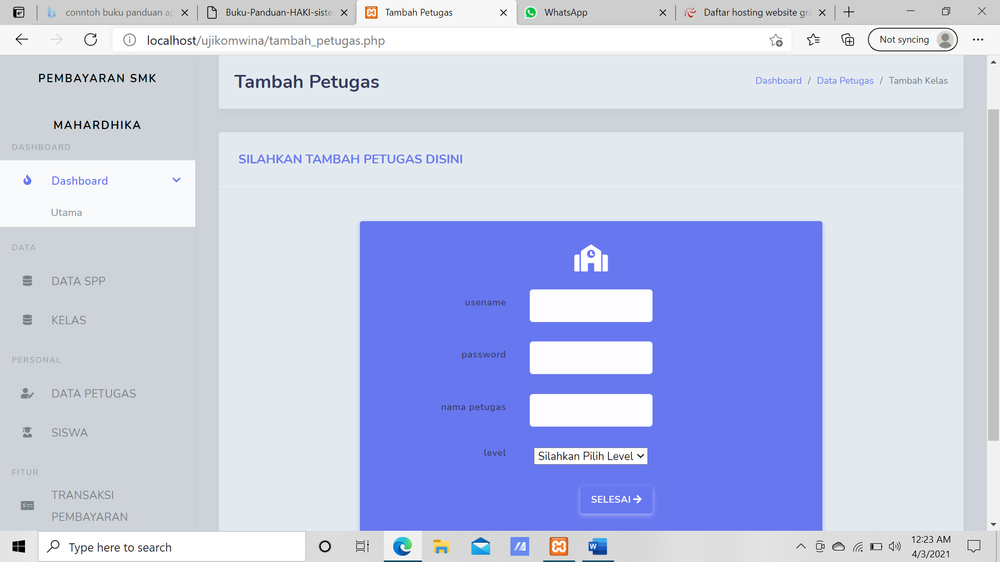 conntoh buku panduan ap
Buku-Panduan-HAKI-siste
Tambah Petugas
WhatsApp
Daftar hosting website gra
localhost/ujikomwina/tambah_petugas.php
Not syncing
PEMBAYARAN SMK
MAHARDHIKA
DASHBOARD
Dashboard
Utama
DATA
DATA SPP
KELAS
PERSONAL
DATA PETUGAS
SISWA
FITUR
TRANSAKSI
PEMBAYARAN
Tambah Petugas
Dashboard / Data Petugas / Tambah Kelas
SILAHKAN TAMBAH PETUGAS DISINI
usename
password
nama petugas
level
Silahkan Pilih Level
SELESAI
Type here to search
12:23 AM
4/3/2021